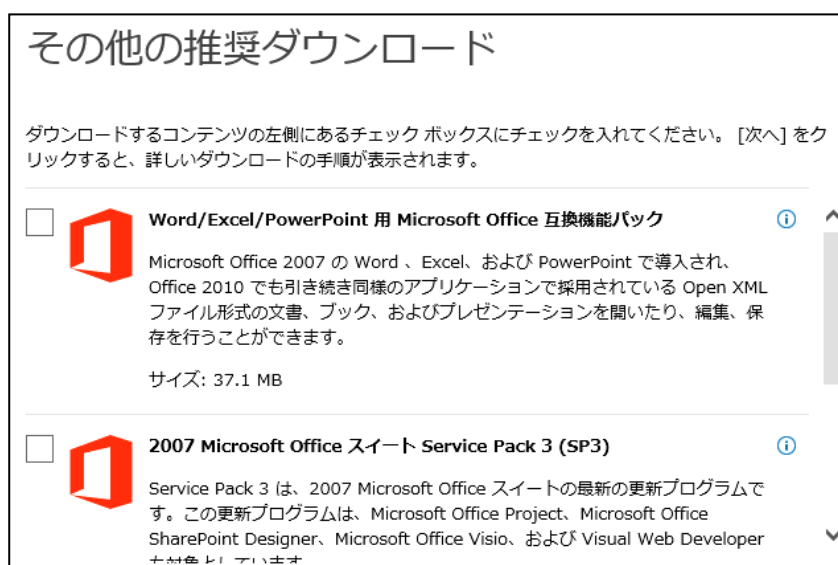 その他の推奨ダウンロード
ダウンロードするコンテンツの左側にあるチェック ボックスにチェックを入れてください。 [次へ] をク
リックすると、詳しいダウンロードの手順が表示されます。
Word/Excel/PowerPoint 用 Microsoft Office 互換機能パック
Microsoft Office 2007 の Word 、Excel、および PowerPoint で導入され、
Office 2010 でも引き続き同様のアプリケーションで採用されている Open XML
ファイル形式の文書、ブック、およびプレゼンテーションを開いたり、編集、保
存を行うことができます。
サイズ: 37.1 MB
2007 Microsoft Office スイート Service Pack 3 (SP3)
Service Pack 3 は、2007 Microsoft Office スイートの最新の更新プログラムで
す。この更新プログラムは、Microsoft Office Project、Microsoft Office
SharePoint Designer、Microsoft Office Visio、および Visual Web Developer
も対象としています。